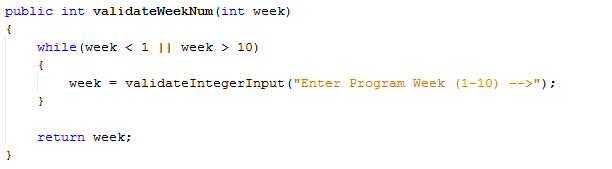 public int validateWeekNum(int week)
{
while(week < 1 || week > 10)
{
week = validateIntegerInput("Enter Program Week (1-10) -->");
}
return week;
}